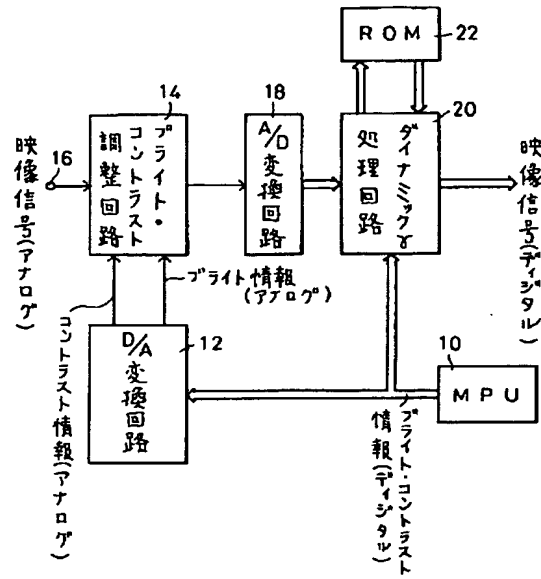 ROM
22
14
ブライト・
コントラスト
調整回路
18
A/D
変換回路
20
ダイナミックγ
処理回路
16
映像信号(アナログ)
映像信号(ディジタル)
ブライト情報
(アナログ)
コントラスト情報(アナログ)
D/A
変換回路
12
10
MPU
ブライト・コントラスト
情報(ディジタル)